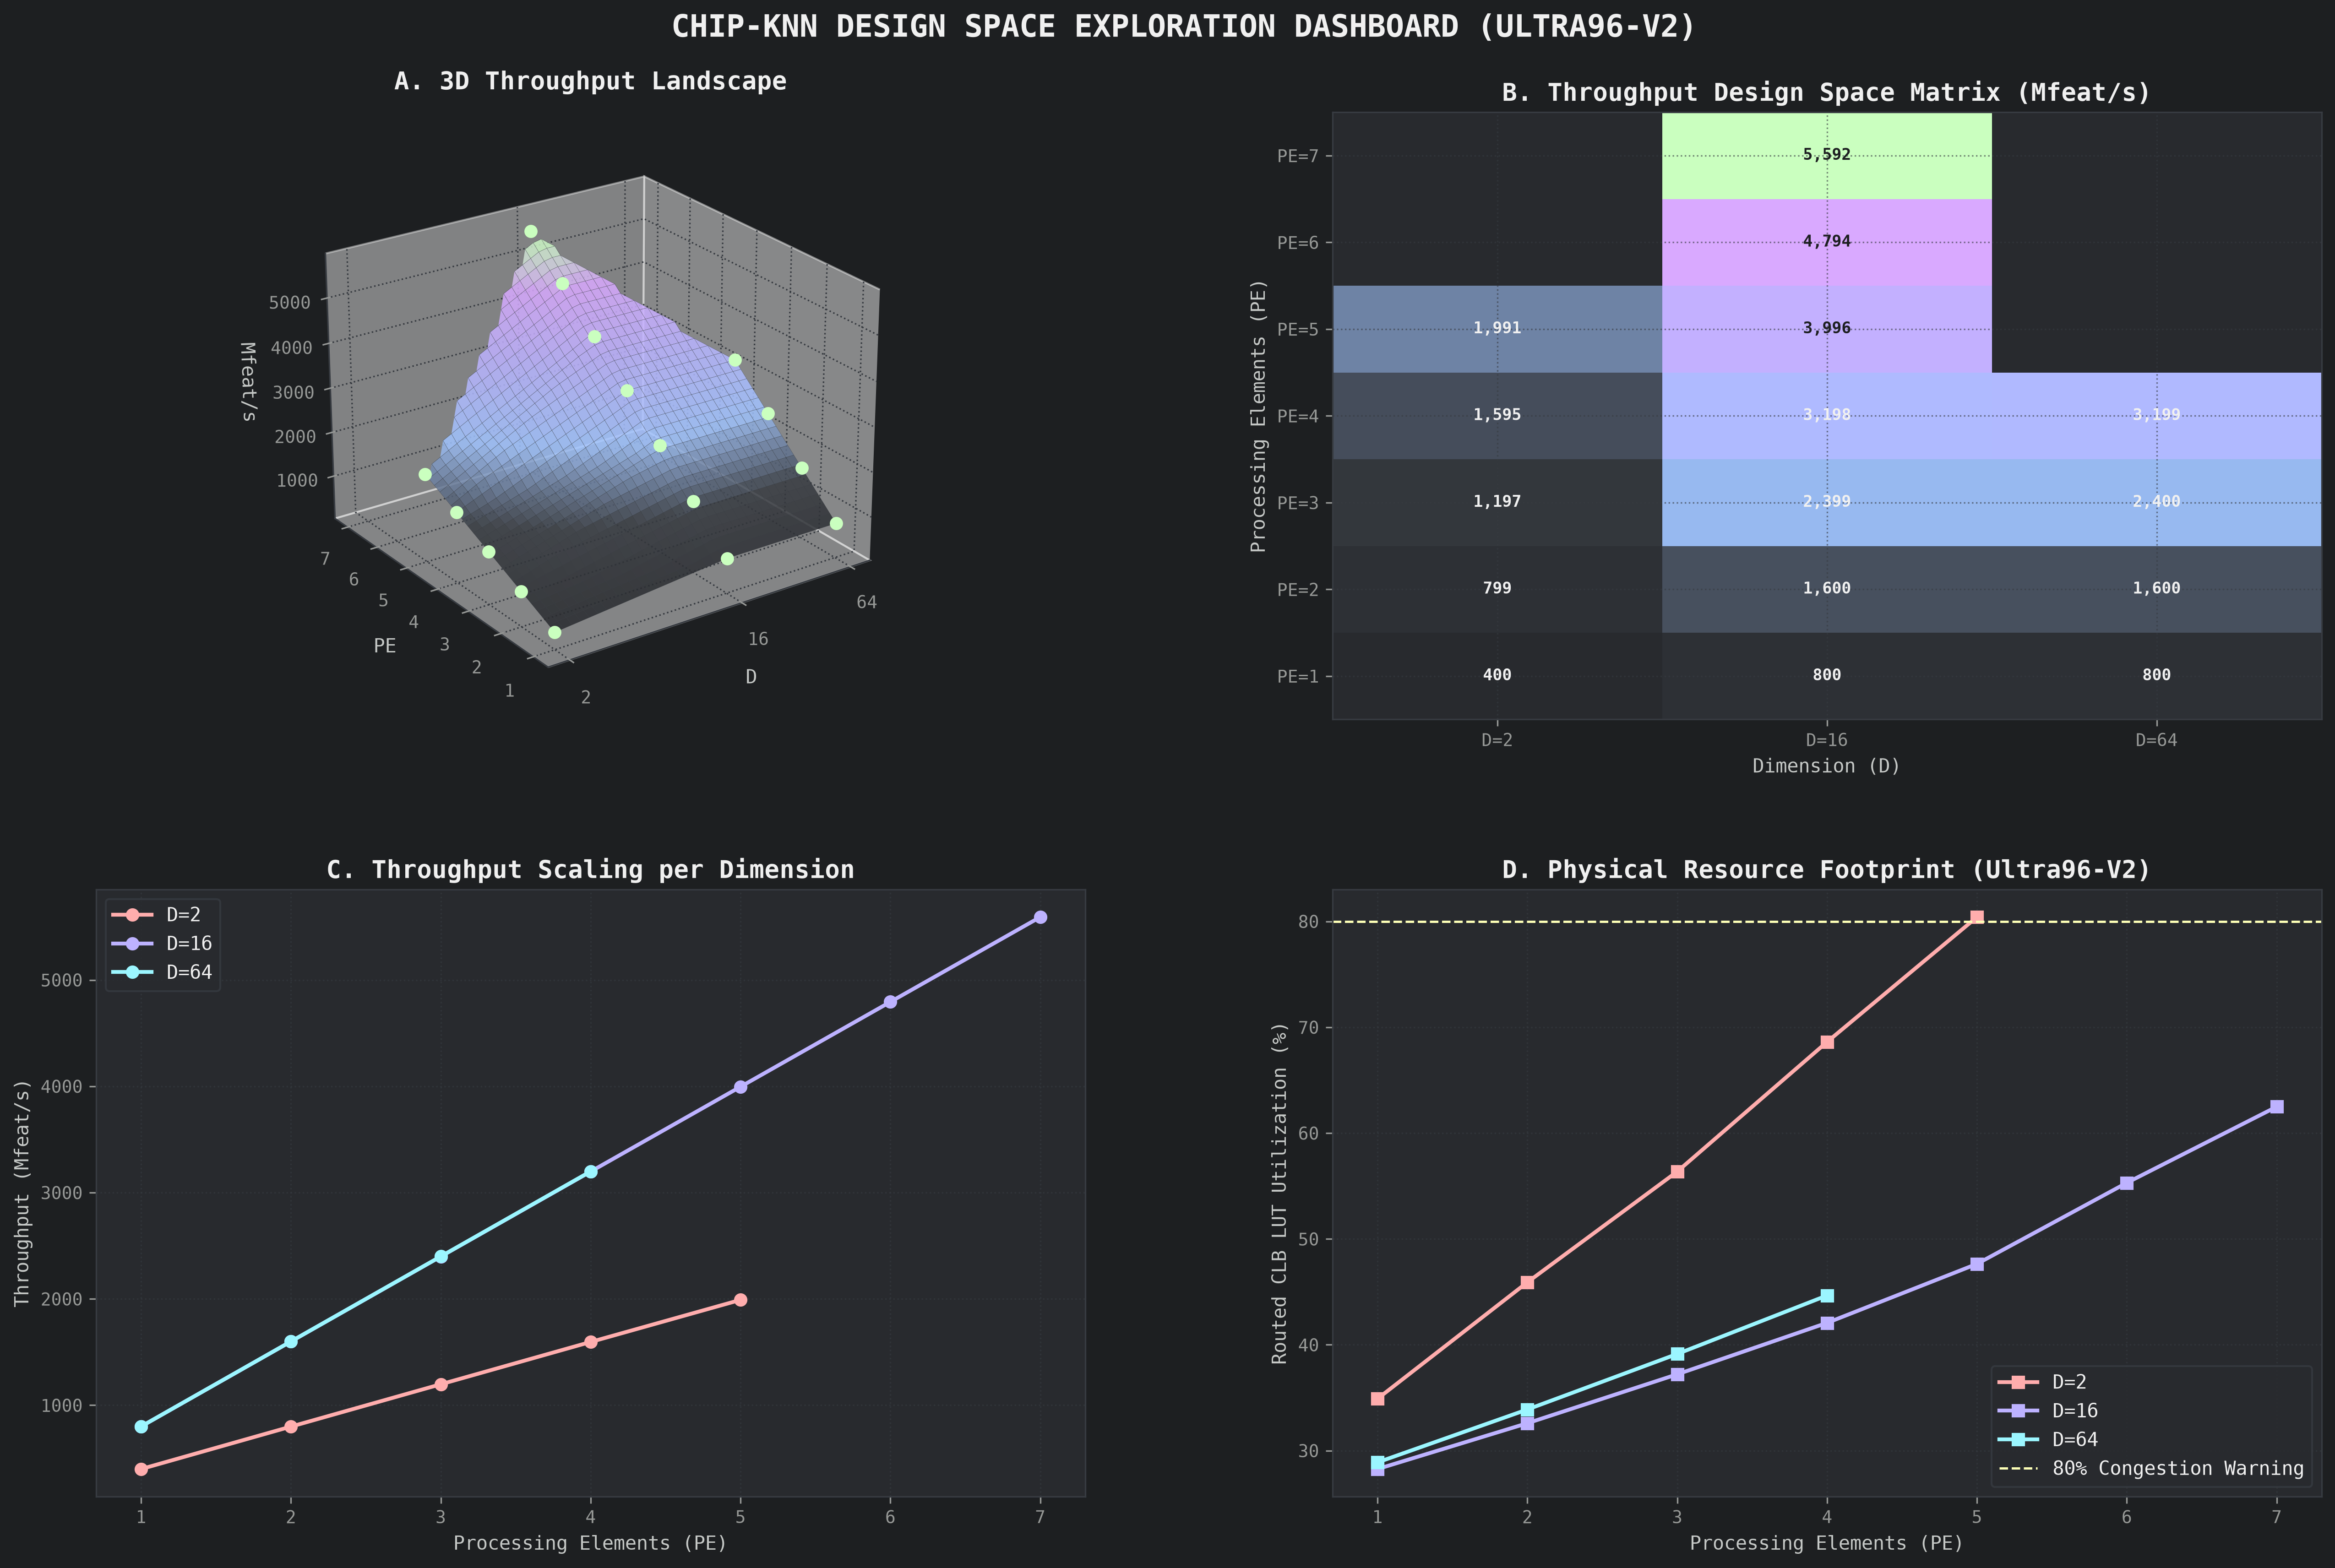 CHIP-KNN DESIGN SPACE EXPLORATION DASHBOARD (ULTRA96-V2)
A. 3D Throughput Landscape
5000
4000
3000
2000
1000
Mfeat/s
7
6
5
4
3
2
1
PE
2
16
64
D
B. Throughput Design Space Matrix (Mfeat/s)
Processing Elements (PE)
PE=7
5,592
PE=6
4,794
PE=5
1,991
3,996
PE=4
1,595
3,198
3,199
PE=3
1,197
2,399
2,400
PE=2
799
1,600
1,600
PE=1
400
800
800
D=2
D=16
D=64
Dimension (D)
C. Throughput Scaling per Dimension
D=2
D=16
D=64
Throughput (Mfeat/s)
5000
4000
3000
2000
1000
1
2
3
4
5
6
7
Processing Elements (PE)
D. Physical Resource Footprint (Ultra96-V2)
Routed CLB LUT Utilization (%)
80
70
60
50
40
30
D=2
D=16
D=64
80% Congestion Warning
1
2
3
4
5
6
7
Processing Elements (PE)